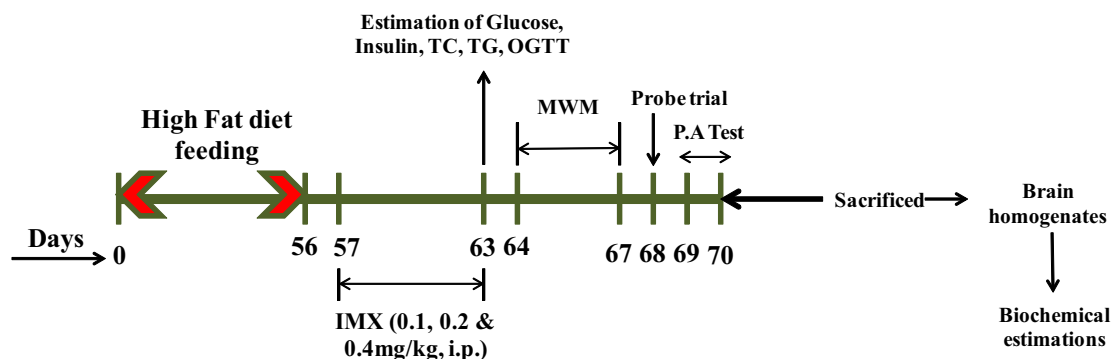 Estimation of Glucose,
Insulin, TC, TG, OGTT
MWM
Probe trial
P.A Test
High Fat diet
feeding
Sacrificed
Brain
homogenates
Days
0
56
57
63
64
67
68
69
70
IMX (0.1, 0.2 &
0.4mg/kg, i.p.)
Biochemical
estimations